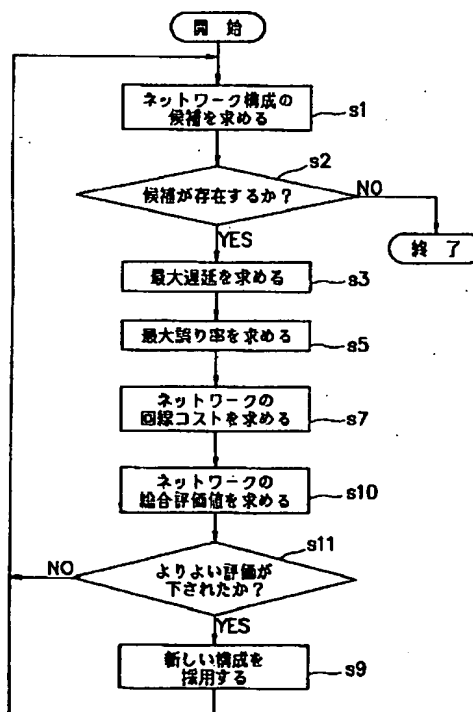 開 始
ネットワーク構成の
候補を求める
s1
s2
候補が存在するか?
NO
YES
終 了
最大遅延を求める
s3
最大誤り率を求める
s5
ネットワークの
回線コストを求める
s7
ネットワークの
総合評価値を求める
s10
s11
よりよい評価が
下されたか?
NO
YES
新しい構成を
採用する
s9